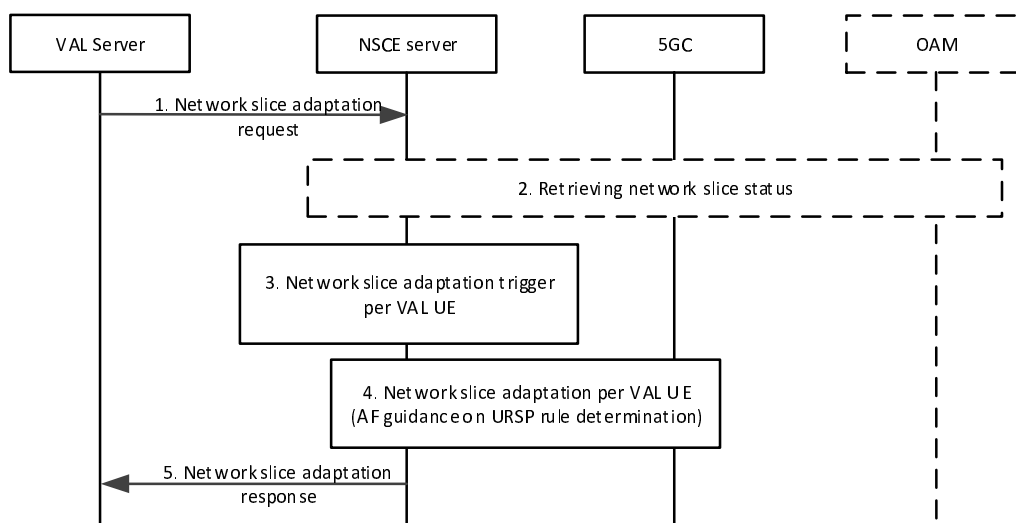 VAL Server
NSCE server
5GC
OAM
1. Network slice adaptation
request
2. Retrieving network slice status
3. Network slice adaptation trigger
per VAL UE
4. Network slice adaptation per VAL UE
(AF guidance on URSP rule determination)
5. Network slice adaptation
response